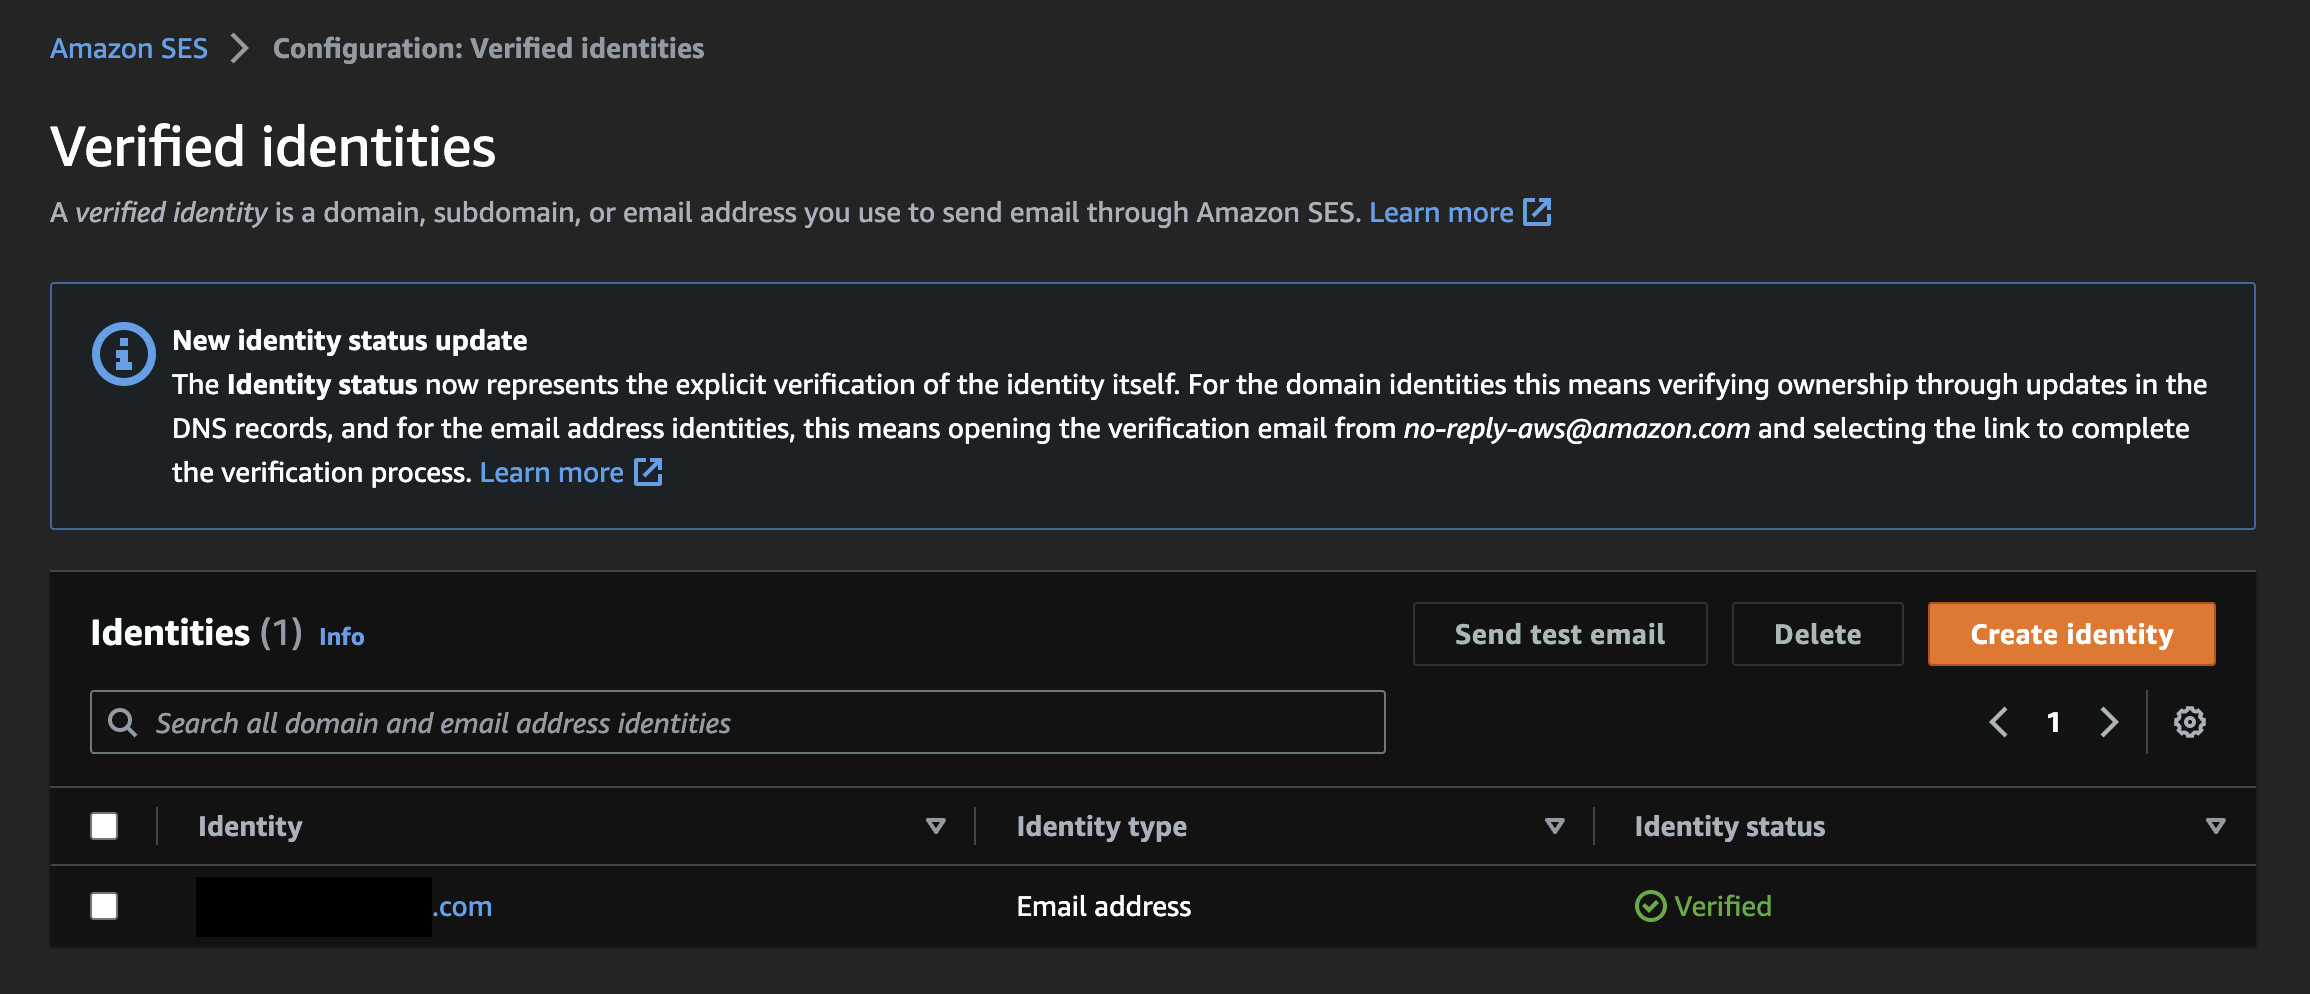 Amazon SES > Configuration: Verified identities
Verified identities
A verified identity is a domain, subdomain, or email address you use to send email through Amazon SES. Learn more
New identity status update
The Identity status now represents the explicit verification of the identity itself. For the domain identities this means verifying ownership through updates in the
DNS records, and for the email address identities, this means opening the verification email from no-reply-aws@amazon.com and selecting the link to complete
the verification process. Learn more
Identities (1) Info
Send test email Delete Create identity
Search all domain and email address identities
1
Identity Identity type Identity status
.com Email address Verified